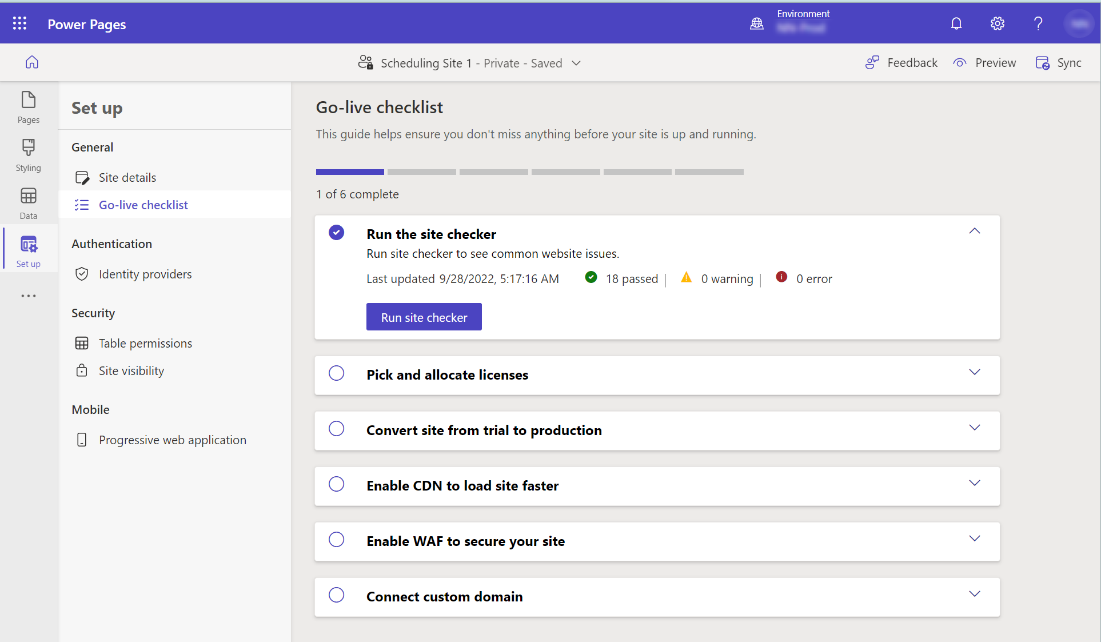 Power Pages
Environment
Scheduling Site 1 - Private - Saved
Feedback
Preview
Sync
Pages
Styling
Data
Set up
Set up
General
Site details
Go-live checklist
Authentication
Identity providers
Security
Table permissions
Site visibility
Mobile
Progressive web application
Go-live checklist
This guide helps ensure you don't miss anything before your site is up and running.
1 of 6 complete
Run the site checker
Run site checker to see common website issues.
Last updated 9/28/2022, 5:17:16 AM 18 passed | 0 warning | 0 error
Run site checker
Pick and allocate licenses
Convert site from trial to production
Enable CDN to load site faster
Enable WAF to secure your site
Connect custom domain